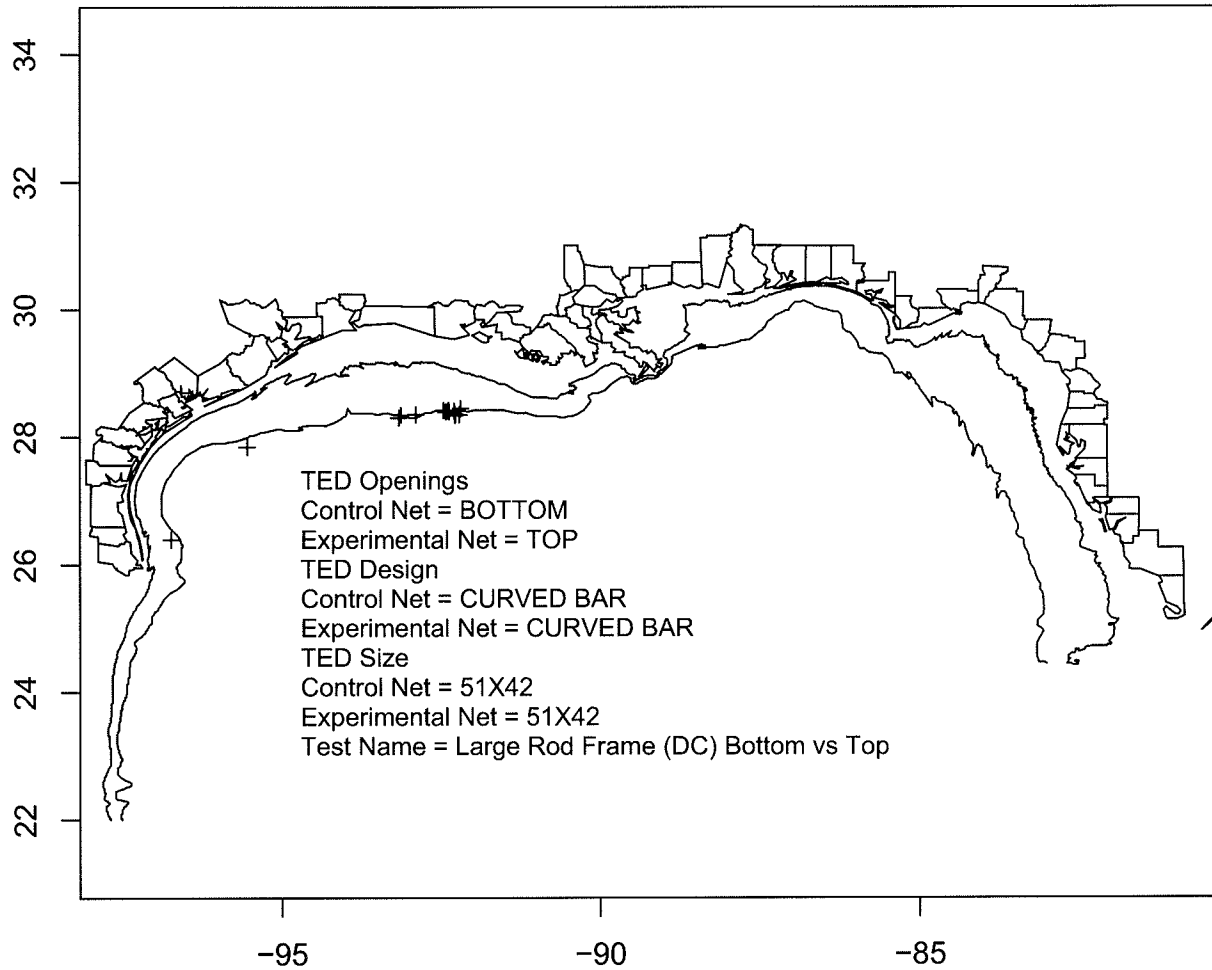 34
32
30
28
26
24
22
TED Openings
Control Net = BOTTOM
Experimental Net = TOP
TED Design
Control Net = CURVED BAR
Experimental Net = CURVED BAR
TED Size
Control Net = 51X42
Experimental Net = 51X42
Test Name = Large Rod Frame (DC) Bottom vs Top
−95
−90
−85